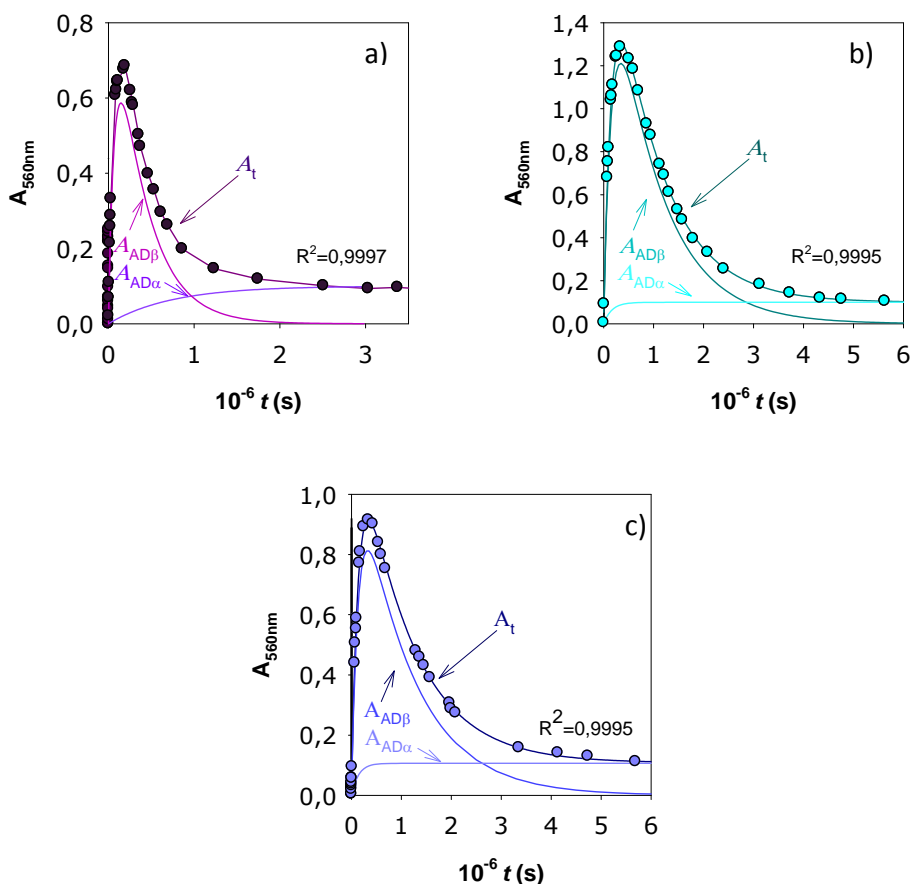 a)
0,8
0,6
0,4
0,2
0,0
A560nm
At
AADβ
AADα
R²=0,9997
0 1 2 3
10⁻⁶ t (s)
b)
1,4
1,2
1,0
0,8
0,6
0,4
0,2
0,0
A560nm
At
AADβ
AADα
R²=0,9995
0 1 2 3 4 5 6
10⁻⁶ t (s)
c)
1,0
0,8
0,6
0,4
0,2
0,0
A560nm
At
AADβ
AADα
R²=0,9995
0 1 2 3 4 5 6
10⁻⁶ t (s)